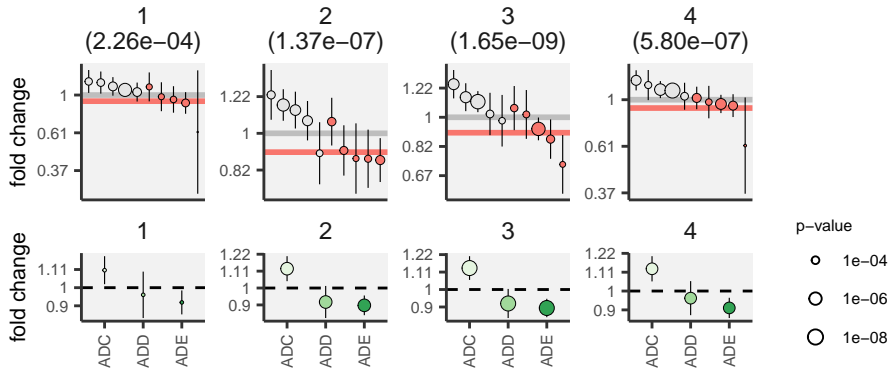 1 2 3 4
(2.26e−04) (1.37e−07) (1.65e−09) (5.80e−07)
fold change
1
0.61
0.37
1.22
1
0.82
1.22
1
0.82
0.67
1
0.61
0.37
1 2 3 4
fold change
1.11
1
0.9
1.22
1.11
1
0.9
1.22
1.11
1
0.9
1.22
1.11
1
0.9
ADC ADD ADE ADC ADD ADE ADC ADD ADE ADC ADD ADE
p−value
1e−04
1e−06
1e−08